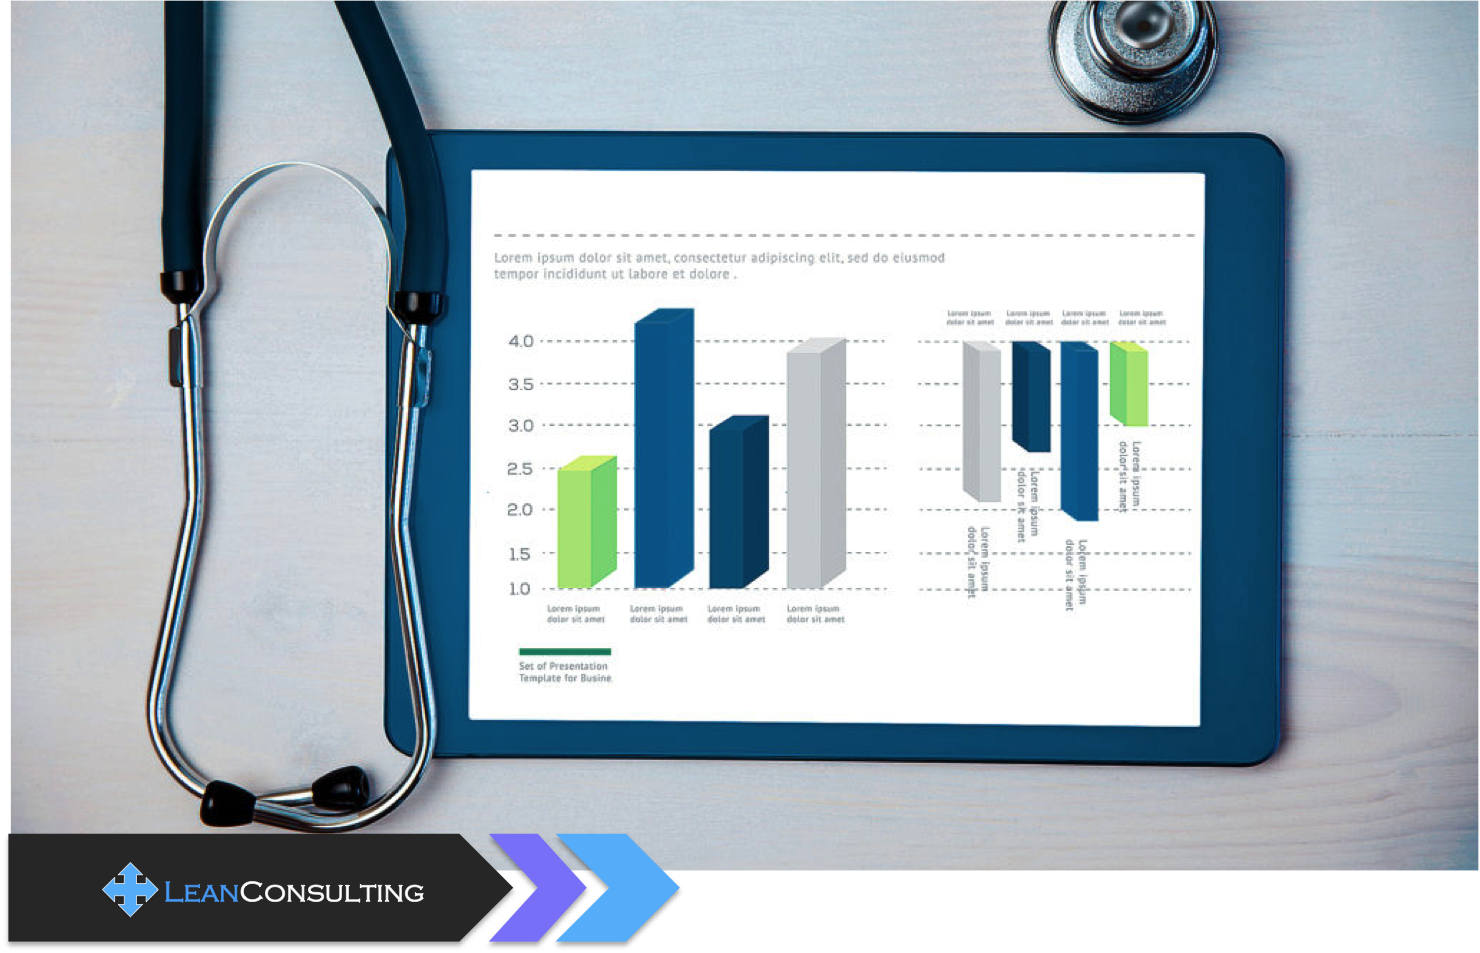 Lorem ipsum dolor sit amet, consectetur adipiscing elit, sed do eiusmod
tempor incididunt ut labore et dolore .
4.0
3.5
3.0
2.5
2.0
1.5
1.0
Lorem ipsum
dolor sit amet
Lorem ipsum
dolor sit amet
Lorem ipsum
dolor sit amet
Lorem ipsum
dolor sit amet
Lorem ipsum
dolor sit amet
Lorem ipsum
dolor sit amet
Lorem ipsum
dolor sit amet
Lorem ipsum
dolor sit amet
Lorem ipsum
dolor sit amet
Lorem ipsum
dolor sit amet
Lorem ipsum
dolor sit amet
Lorem ipsum
dolor sit amet
Set of Presentation
Template for Busine
LEANCONSULTING